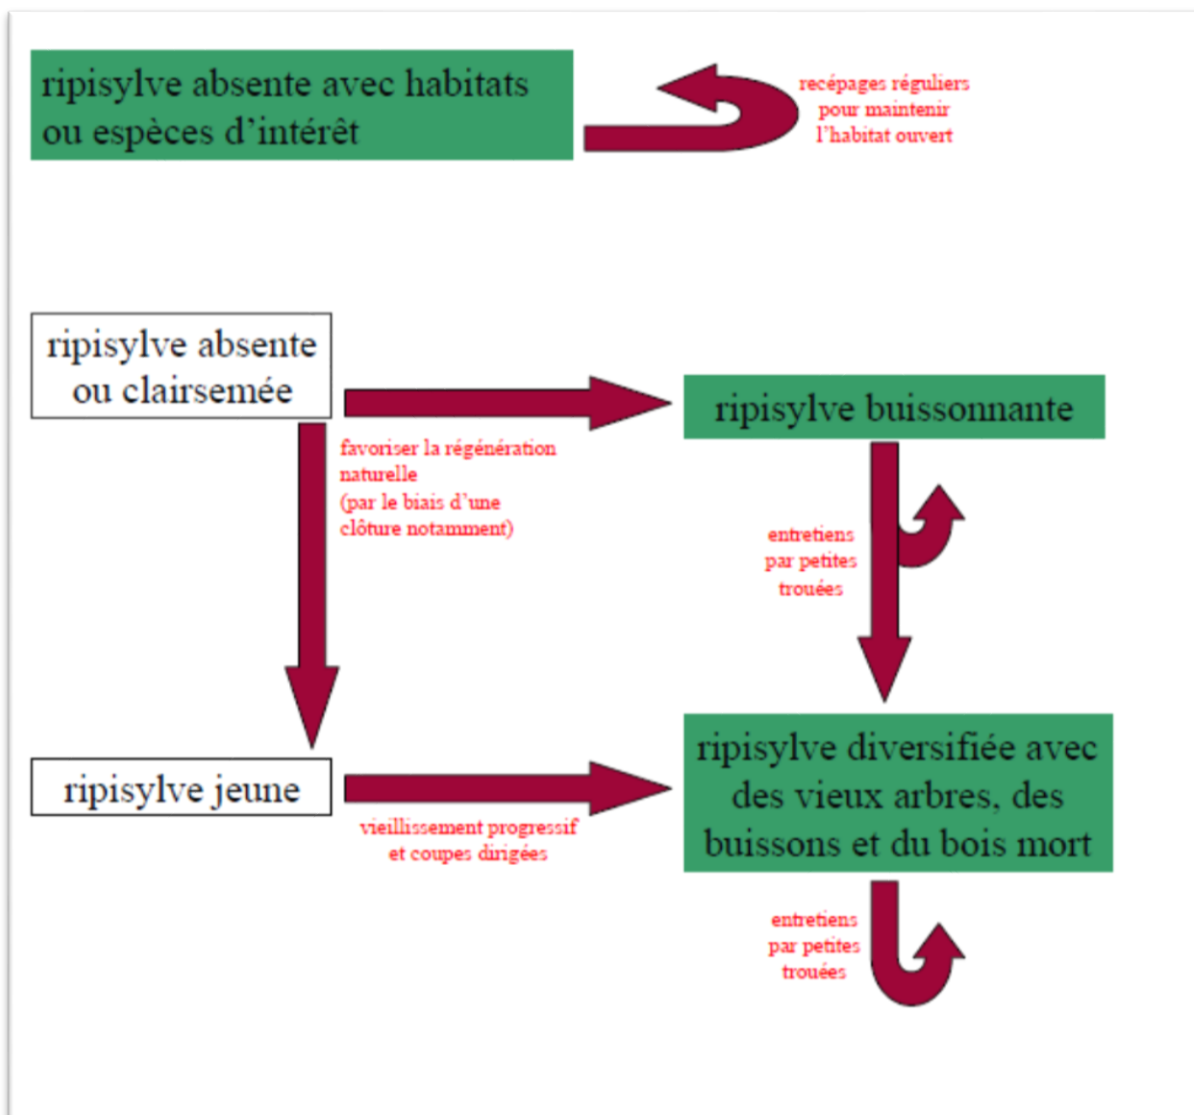 ripisylve absente avec habitats
ou espèces d'intérêt
recépages réguliers
pour maintenir
l'habitat ouvert
ripisylve absente
ou clairsemée
ripisylve buissonnante
favoriser la régénération
naturelle
(par le biais d'une
clôture notamment)
entretiens
par petites
trouées
ripisylve jeune
vieillissement progressif
et coupes dirigées
ripisylve diversifiée avec
des vieux arbres, des
buissons et du bois mort
entretiens
par petites
trouées